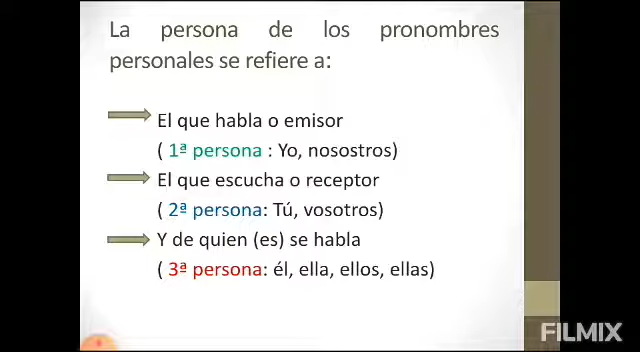 La persona de los pronombres
personales se refiere a:
El que habla o emisor
( 1ª persona : Yo, nosostros)
El que escucha o receptor
( 2ª persona: Tú, vosotros)
Y de quien (es) se habla
( 3ª persona: él, ella, ellos, ellas)
FILMIX